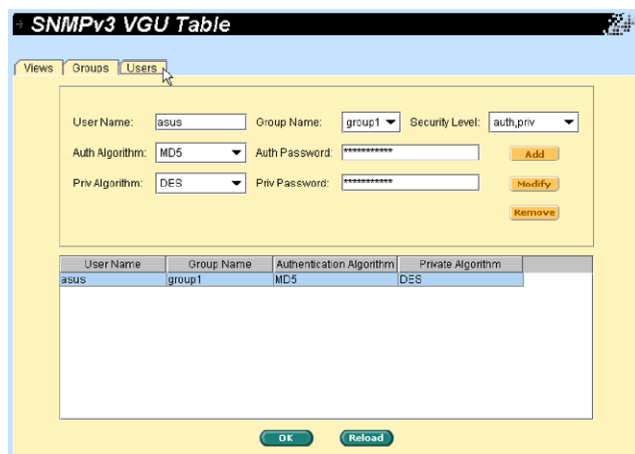 SNMPv3 VGU Table
Views Groups Users
User Name: asus Group Name: group1 Security Level: auth,priv
Auth Algorithm: MD5 Auth Password: ***********
Add
Priv Algorithm: DES Priv Password: ***********
Modify
Remove
User Name Group Name Authentication Algorithm Private Algorithm
asus group1 MD5 DES
OK Reload